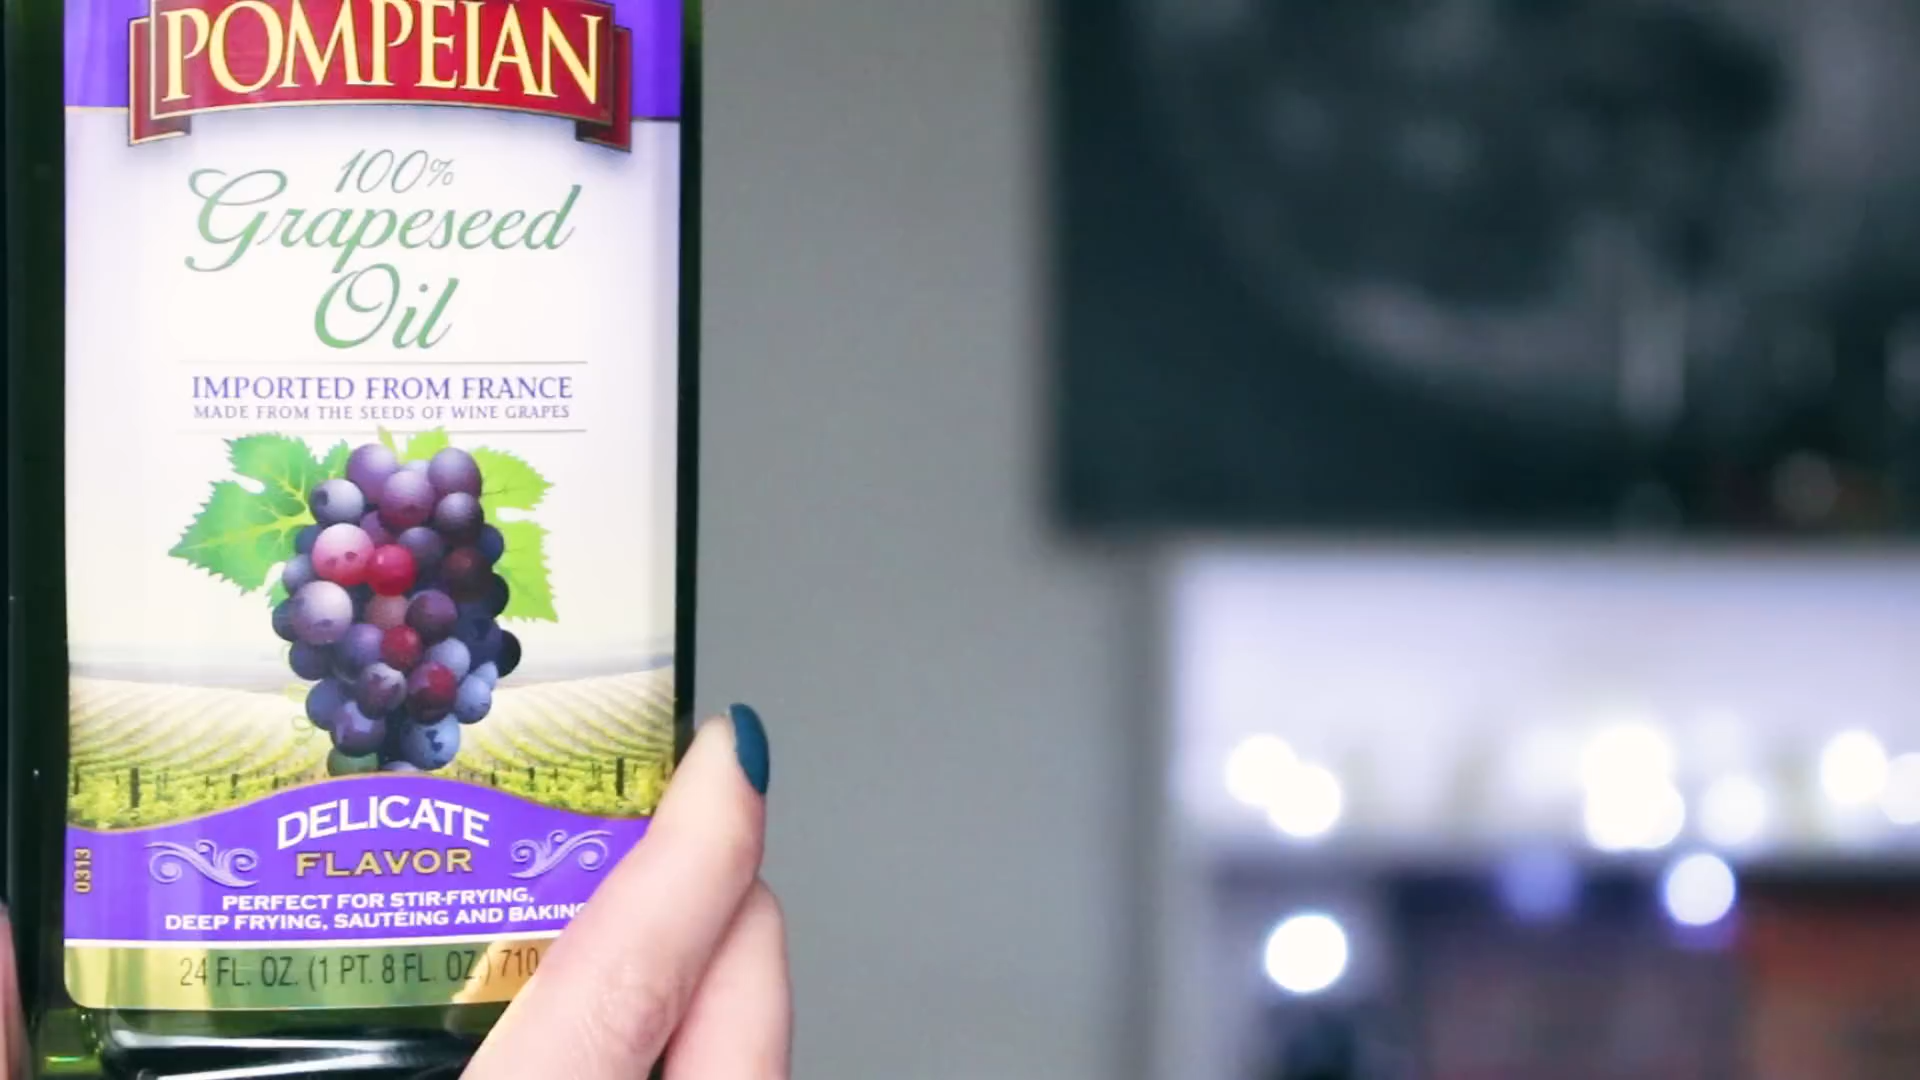 POMPEIAN
100%
Grapeseed
Oil
IMPORTED FROM FRANCE
MADE FROM THE SEEDS OF WINE GRAPES
DELICATE
FLAVOR
0313
PERFECT FOR STIR-FRYING,
DEEP FRYING, SAUTÉING AND BAKING
24 FL. OZ. (1 PT. 8 FL. OZ.) 710